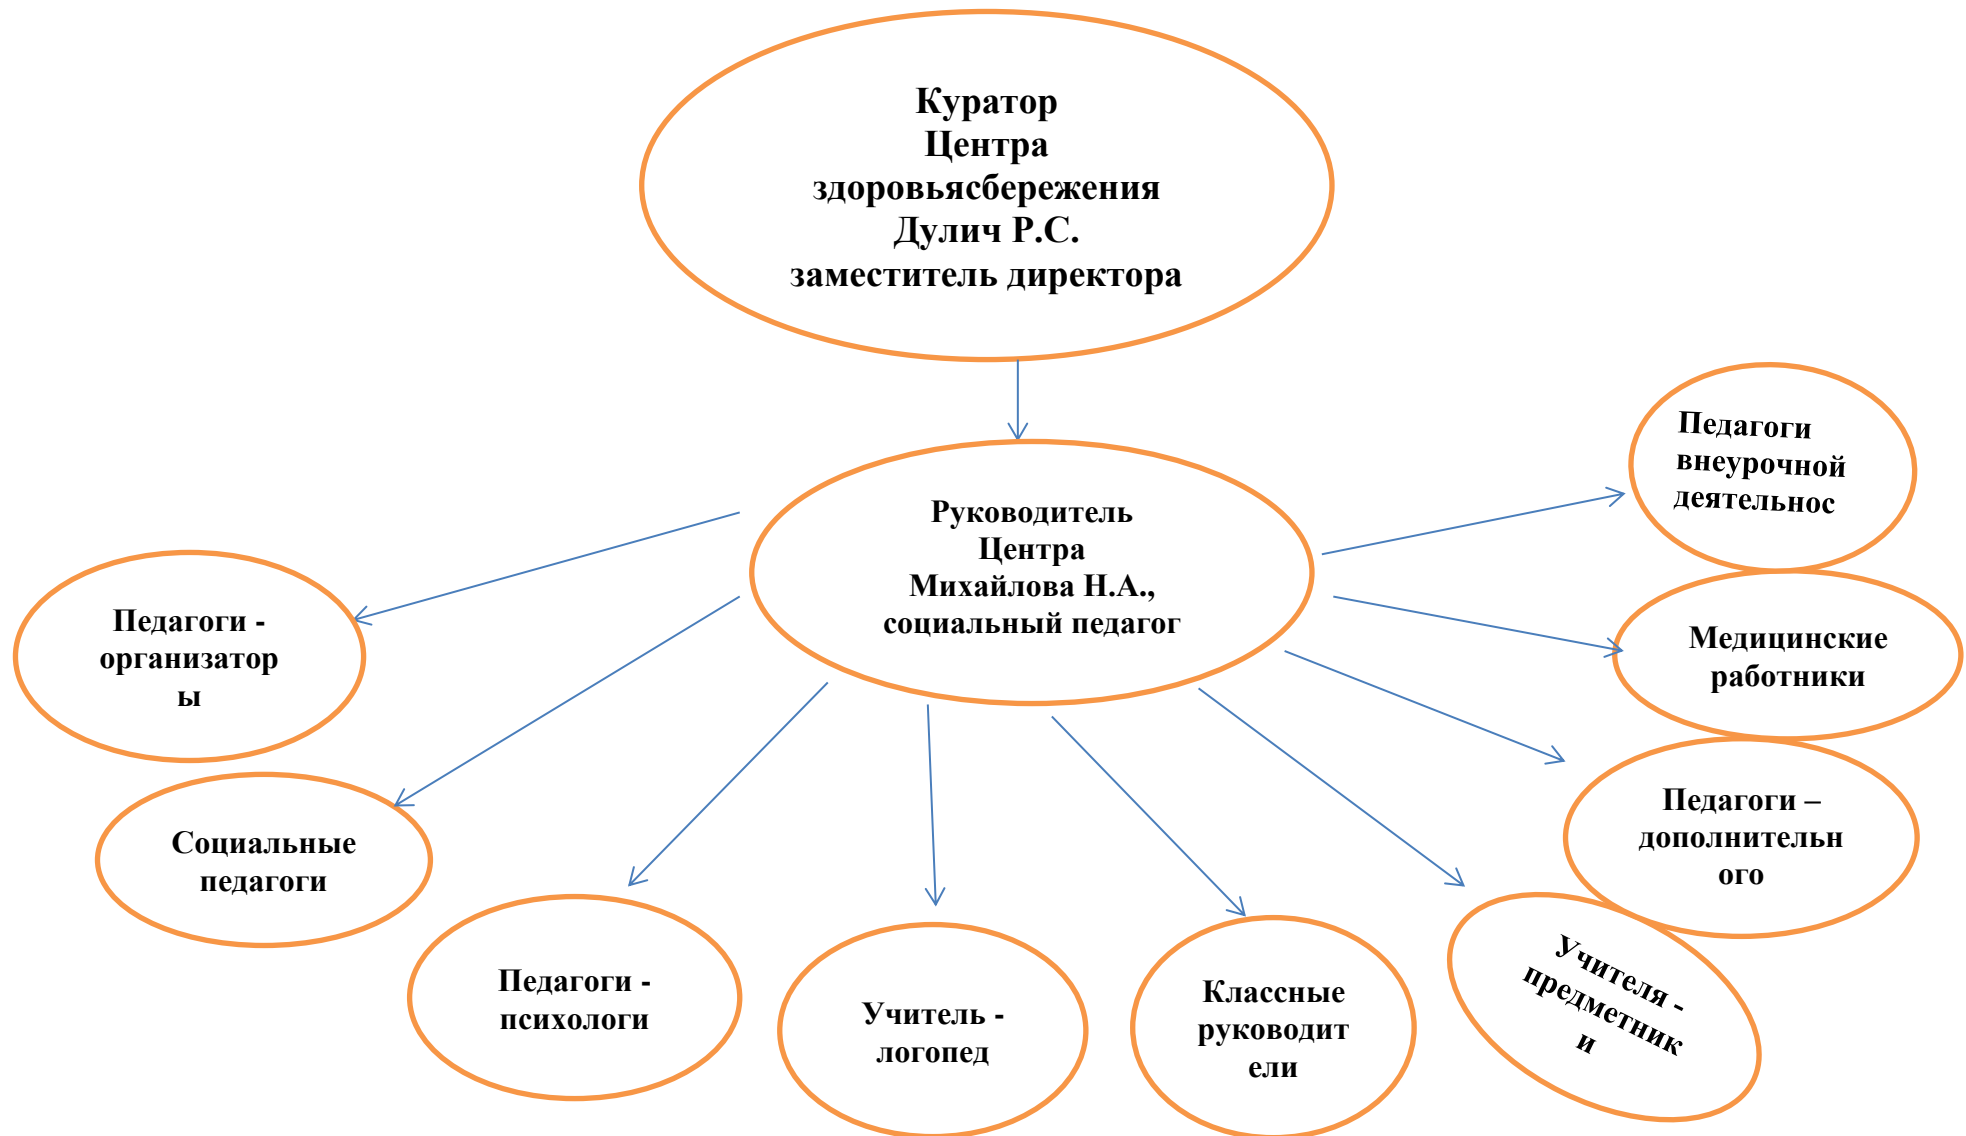 Куратор
Центра
здоровьясбережения
Дулич Р.С.
заместитель директора
Руководитель
Центра
Михайлова Н.А.,
социальный педагог
Педагоги -
организатор
ы
Социальные
педагоги
Педагоги -
психологи
Учитель -
логопед
Классные
руководит
ели
Учителя -
предметник
и
Педагоги –
дополнительн
ого
Медицинские
работники
Педагоги
внеурочной
деятельнос